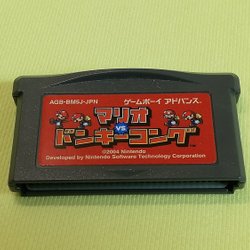 AGB-BM5J-JPN ゲームボーイ アドバンス
マリオ
VS.
ドンキーコング
©2004 Nintendo
Developed by Nintendo Software Technology Corporation